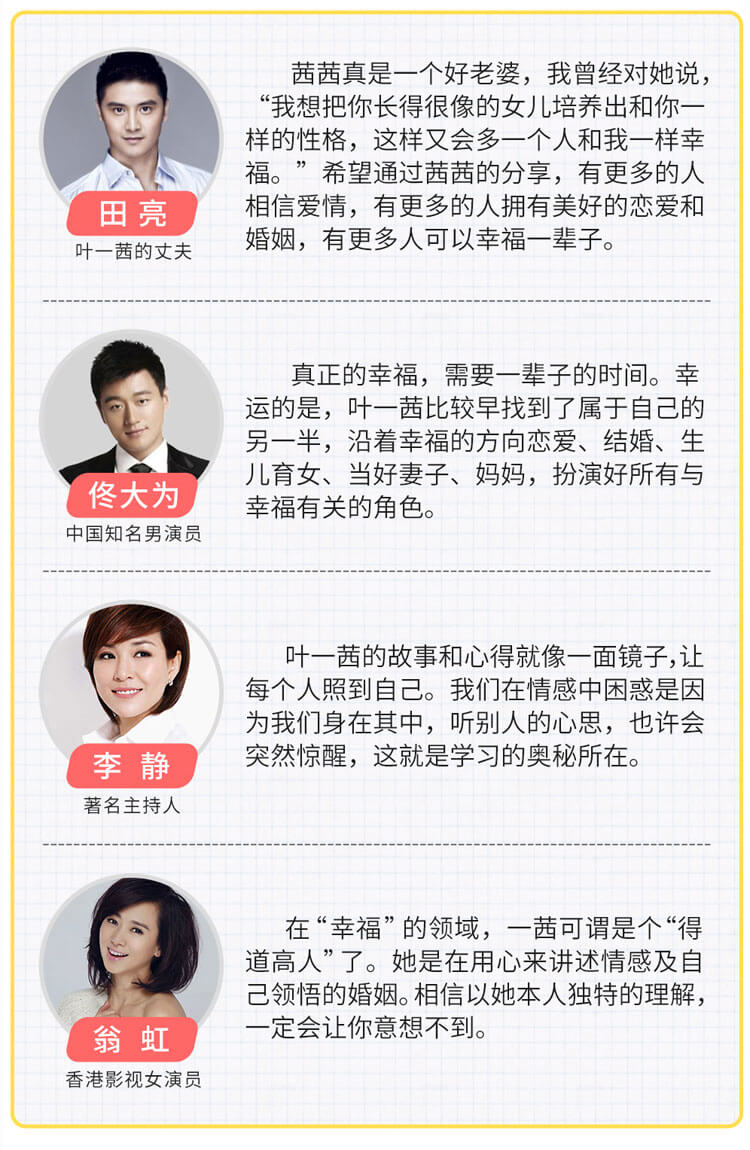 茜茜真是一个好老婆，我曾经对她说，
“我想把你长得很像的女儿培养出和你一
样的性格，这样又会多一个人和我一样幸
福。”希望通过茜茜的分享，有更多的人
相信爱情，有更多的人拥有美好的恋爱和
婚姻，有更多人可以幸福一辈子。
田亮
叶一茜的丈夫
真正的幸福，需要一辈子的时间。幸
运的是，叶一茜比较早找到了属于自己的
另一半，沿着幸福的方向恋爱、结婚、生
儿育女、当好妻子、妈妈，扮演好所有与
幸福有关的角色。
佟大为
中国知名男演员
叶一茜的故事和心得就像一面镜子，让
每个人照到自己。我们在情感中困惑是因
为我们身在其中，听别人的心思，也许会
突然惊醒，这就是学习的奥秘所在。
李静
著名主持人
在“幸福”的领域，一茜可谓是个“得
道高人”了。她是在用心来讲述情感及自
己领悟的婚姻。相信以她本人独特的理解，
一定会让你意想不到。
翁虹
香港影视女演员